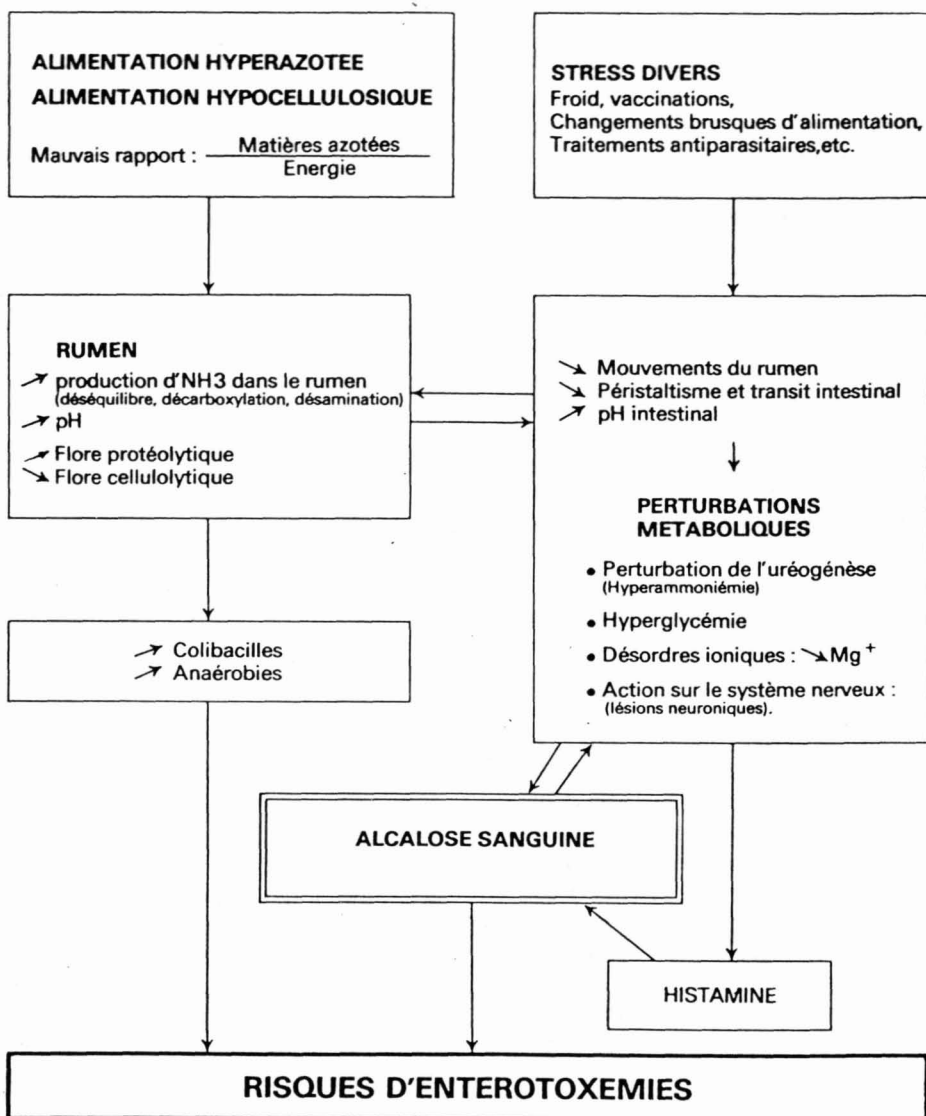 ALIMENTATION HYPERAZOTEE
ALIMENTATION HYPOCELLULOSIQUE
Mauvais rapport : Matières azotées
Energie
STRESS DIVERS
Froid, vaccinations,
Changements brusques d'alimentation,
Traitements antiparasitaires,etc.
RUMEN
↗ production d'NH3 dans le rumen
(déséquilibre, décarboxylation, désamination)
↗ pH
↗ Flore protéolytique
↘ Flore cellulolytique
↘ Mouvements du rumen
↘ Péristaltisme et transit intestinal
↗ pH intestinal
PERTURBATIONS
METABOLIQUES
• Perturbation de l'uréogénèse
(Hyperammoniémie)
• Hyperglycémie
• Désordres ioniques : ↘Mg+
• Action sur le système nerveux :
(lésions neuroniques).
↗ Colibacilles
↗ Anaérobies
ALCALOSE SANGUINE
HISTAMINE
RISQUES D'ENTEROTOXEMIES